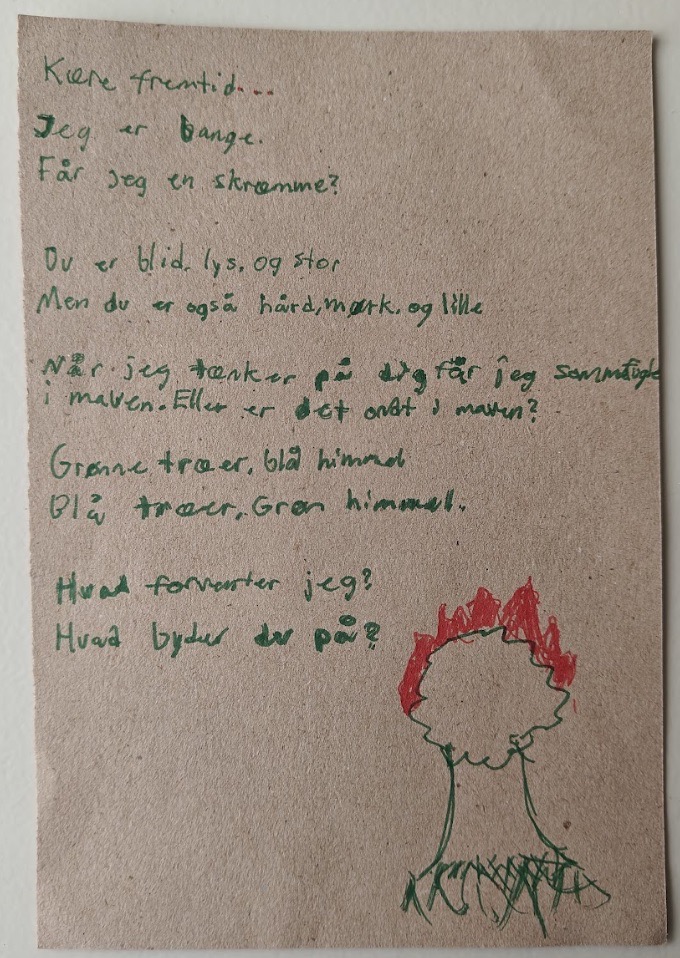 Kære fremtid...
Jeg er bange.
Får jeg en skræmme?
Du er blid, lys, og stor
Men du er også hård, mørk, og lille
Når jeg tænker på dig får jeg sommfugle
i maven. Eller er det ondt i maven?
Grønne træer, blå himmel
Blå træer, Grøn himmel.
Hvad forventer jeg?
Hvad byder du på?